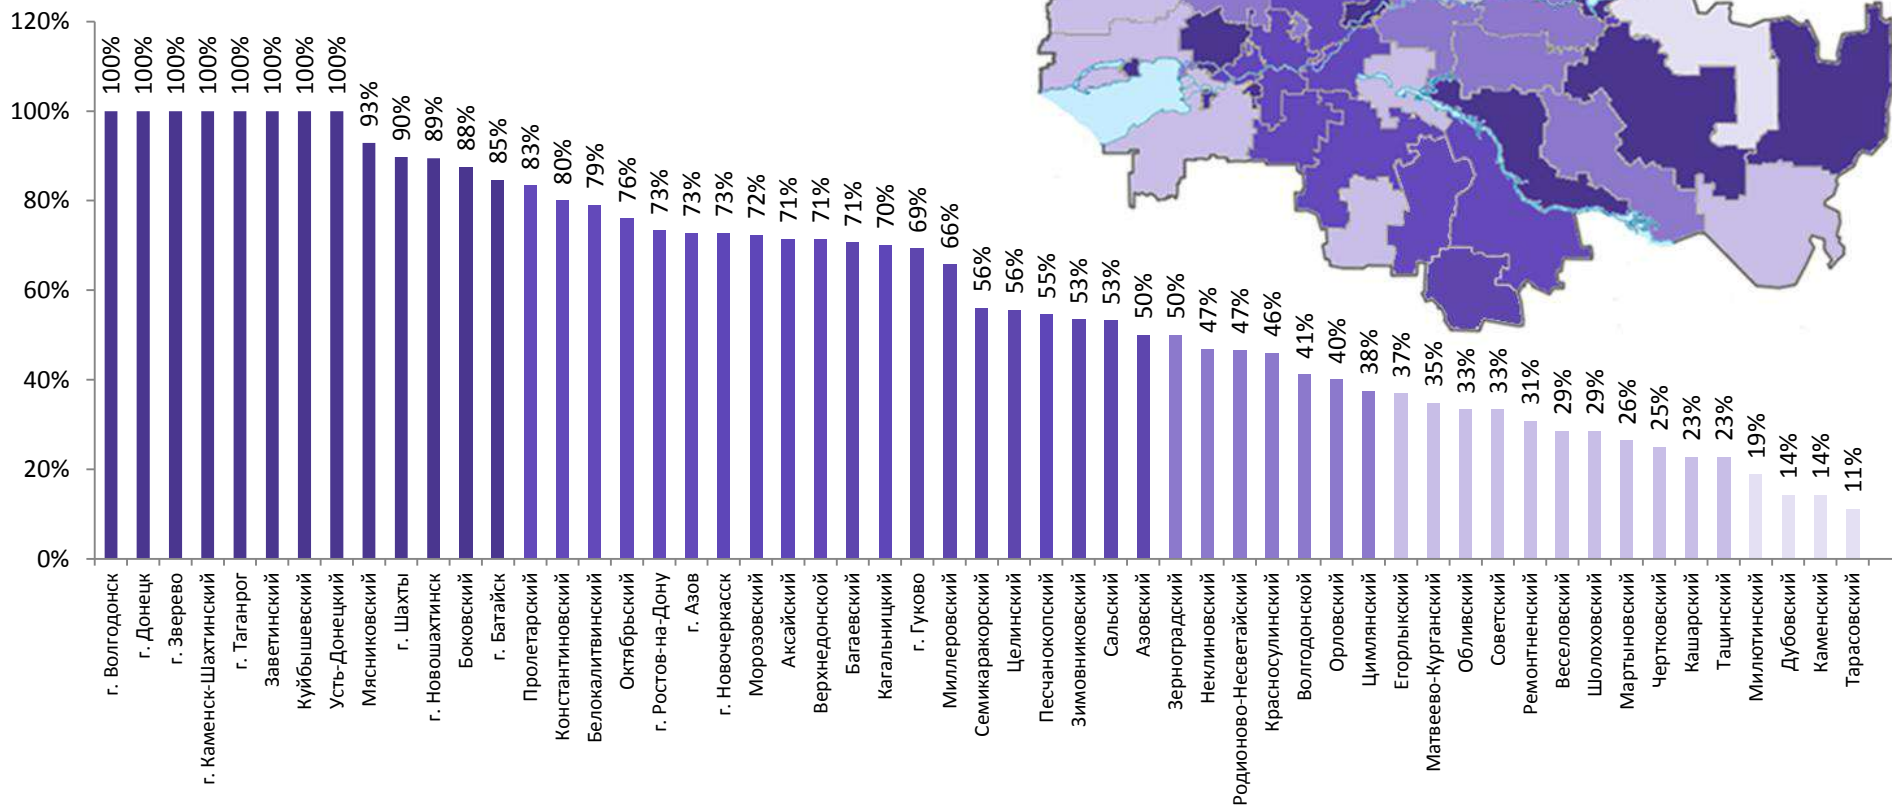 120%
100%
80%
60%
40%
20%
0%
100%
100%
100%
100%
100%
100%
100%
100%
93%
90%
89%
88%
85%
83%
80%
79%
76%
73%
73%
73%
72%
71%
71%
71%
70%
69%
66%
56%
56%
55%
53%
53%
50%
50%
47%
47%
46%
41%
40%
38%
37%
35%
33%
33%
31%
29%
29%
26%
25%
23%
23%
19%
14%
14%
11%
г. Волгодонск
г. Донецк
г. Зверево
г. Каменск-Шахтинский
г. Таганрог
Заветинский
Куйбышевский
Усть-Донецкий
Мясниковский
г. Шахты
г. Новошахтинск
Боковский
г. Батайск
Пролетарский
Константиновский
Белокалитвинский
Октябрьский
г. Ростов-на-Дону
г. Азов
г. Новочеркасск
Морозовский
Аксайский
Верхнедонской
Багаевский
Кагальницкий
г. Гуково
Миллеровский
Семикаракорский
Целинский
Песчанокопский
Зимовниковский
Сальский
Азовский
Зерноградский
Неклиновский
Родионово-Несветайский
Красносулинский
Волгодонской
Орловский
Цимлянский
Егорлыкский
Матвеево-Курганский
Обливский
Советский
Ремонтненский
Веселовский
Шолоховский
Мартыновский
Чертковский
Кашарский
Тацинский
Милютинский
Дубовский
Каменский
Тарасовский